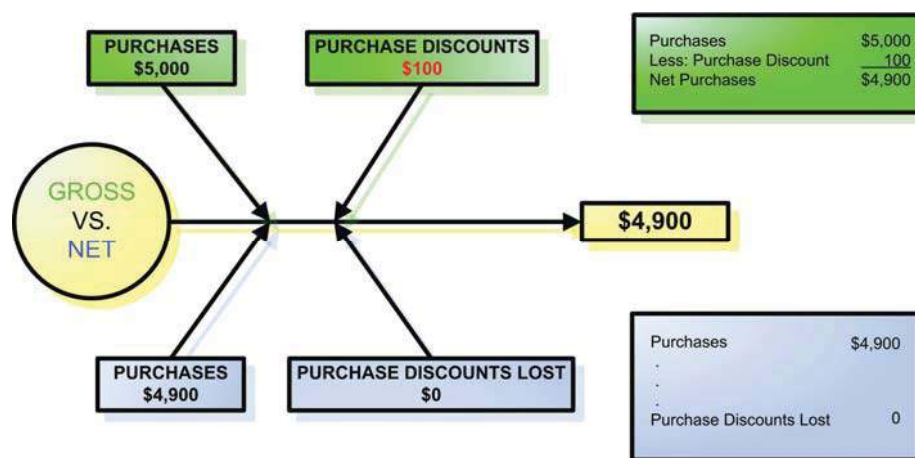 PURCHASES
$5,000
PURCHASE DISCOUNTS
$100
Purchases $5,000
Less: Purchase Discount 100
Net Purchases $4,900
GROSS
VS.
NET
$4,900
PURCHASES
$4,900
PURCHASE DISCOUNTS LOST
$0
Purchases $4,900
.
.
.
Purchase Discounts Lost 0